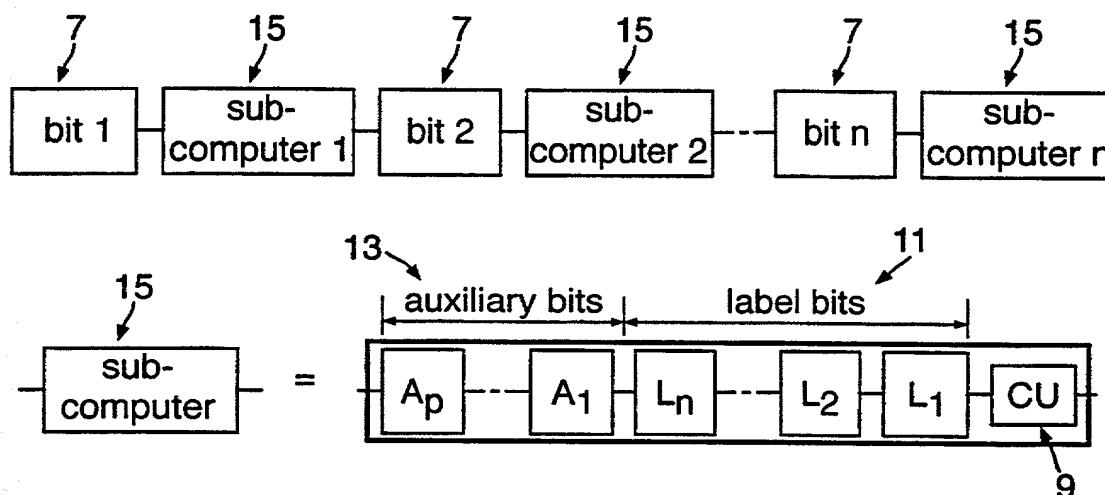 7 15 7 15 7 15
bit 1 sub-computer 1 bit 2 sub-computer 2 bit n sub-computer n
13 11
15 auxiliary bits label bits
sub-computer = Ap A1 Ln L2 L1 CU
9